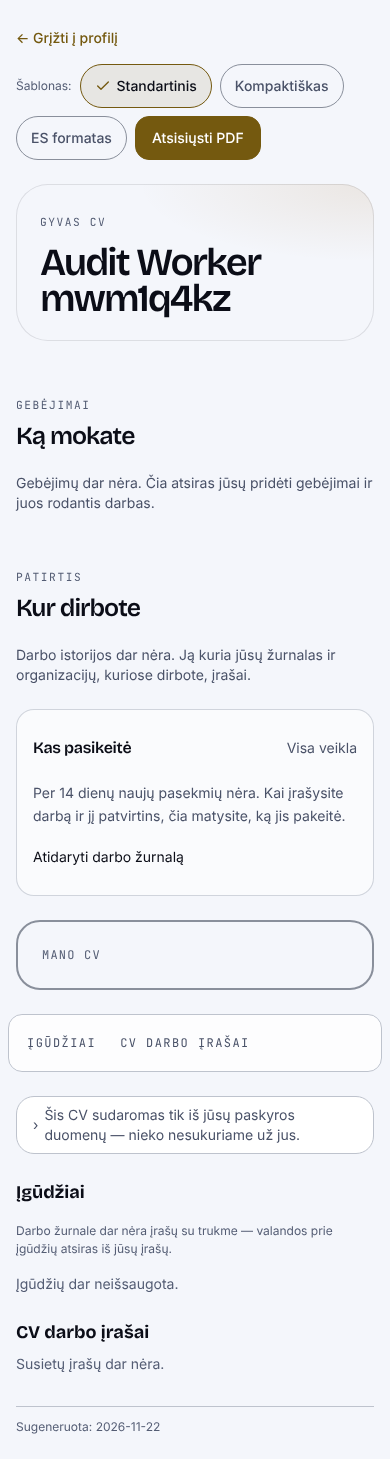 ← Grįžti į profilį
Šablonas: Standartinis Kompaktiškas
ES formatas Atsisiųsti PDF
GYVAS CV
Audit Worker
mwm1q4kz
GEBĖJIMAI
Ką mokate
Gebėjimų dar nėra. Čia atsiras jūsų pridėti gebėjimai ir
juos rodantis darbas.
PATIRTIS
Kur dirbote
Darbo istorijos dar nėra. Ją kuria jūsų žurnalas ir
organizacijų, kuriose dirbote, įrašai.
Kas pasikeitė Visa veikla
Per 14 dienų naujų pasekmių nėra. Kai įrašysite
darbą ir jį patvirtins, čia matysite, ką jis pakeitė.
Atidaryti darbo žurnalą
MANO CV
ĮGŪDŽIAI CV DARBO ĮRAŠAI
› Šis CV sudaromas tik iš jūsų paskyros
duomenų — nieko nesukuriame už jus.
Įgūdžiai
Darbo žurnale dar nėra įrašų su trukme — valandos prie
įgūdžių atsiras iš jūsų įrašų.
Įgūdžių dar neišsaugota.
CV darbo įrašai
Susietų įrašų dar nėra.
Sugeneruota: 2026-11-22